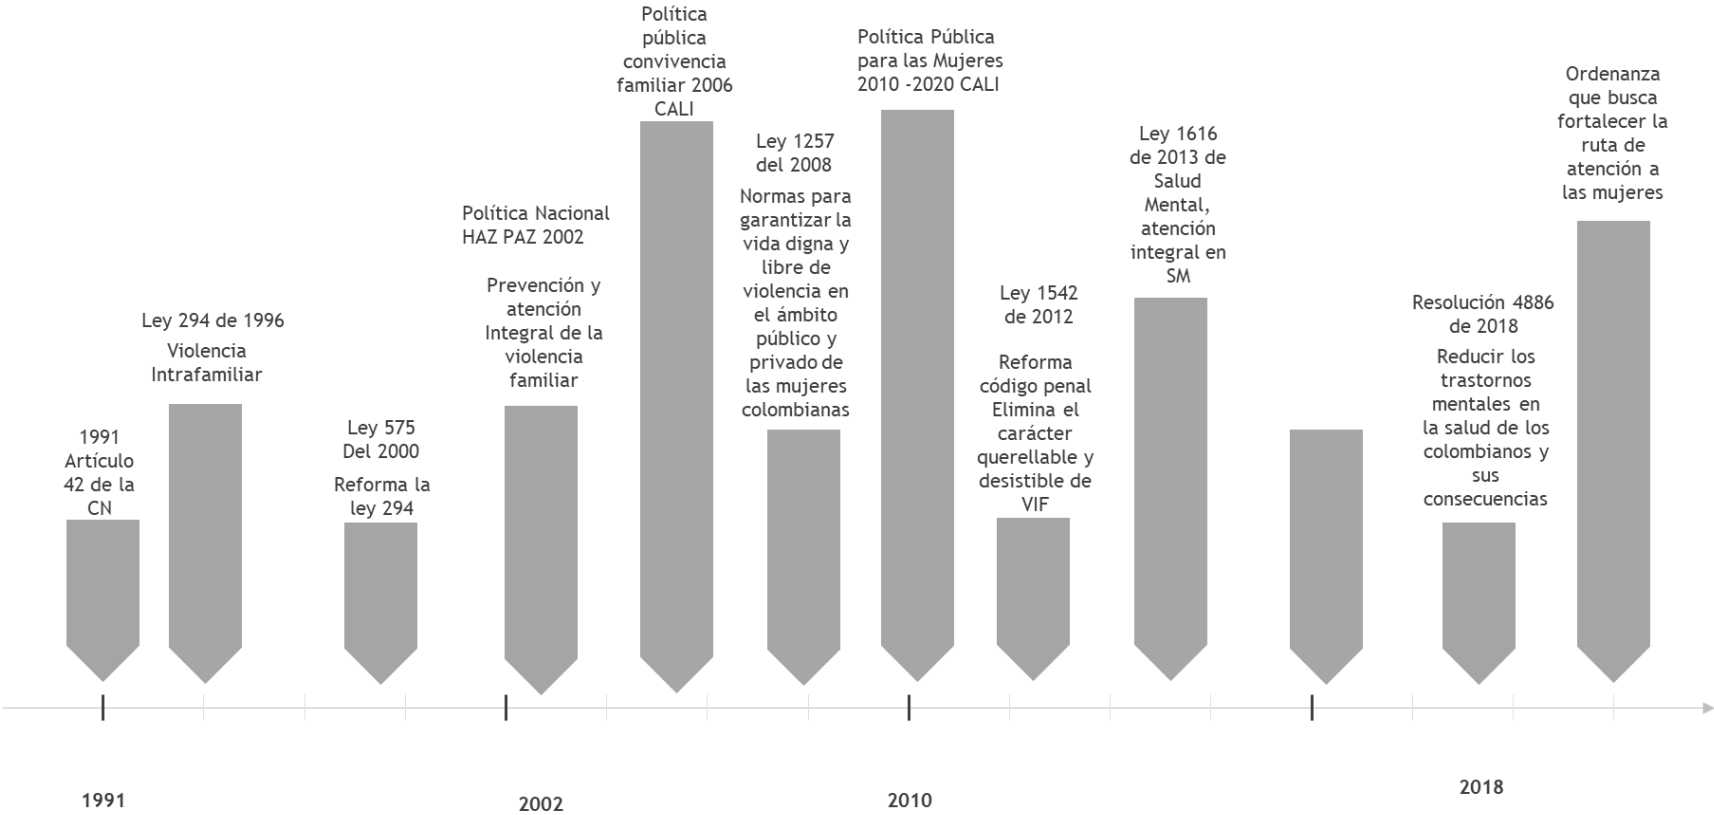 1991
Artículo
42 de la
CN
Ley 294 de 1996
Violencia
Intrafamiliar
Ley 575
Del 2000
Reforma la
ley 294
Política Nacional
HAZ PAZ 2002
Prevención y
atención
Integral de la
violencia
familiar
Política
pública
convivencia
familiar 2006
CALI
Ley 1257
del 2008
Normas para
garantizar la
vida digna y
libre de
violencia en
el ámbito
público y
privado de
las mujeres
colombianas
Política Pública
para las Mujeres
2010 -2020 CALI
Ley 1542
de 2012
Reforma
código penal
Elimina el
carácter
querellable y
desistible de
VIF
Ley 1616
de 2013 de
Salud
Mental,
atención
integral en
SM
Resolución 4886
de 2018
Reducir los
trastornos
mentales en
la salud de los
colombianos y
sus
consecuencias
Ordenanza
que busca
fortalecer la
ruta de
atención a
las mujeres
1991
2002
2010
2018